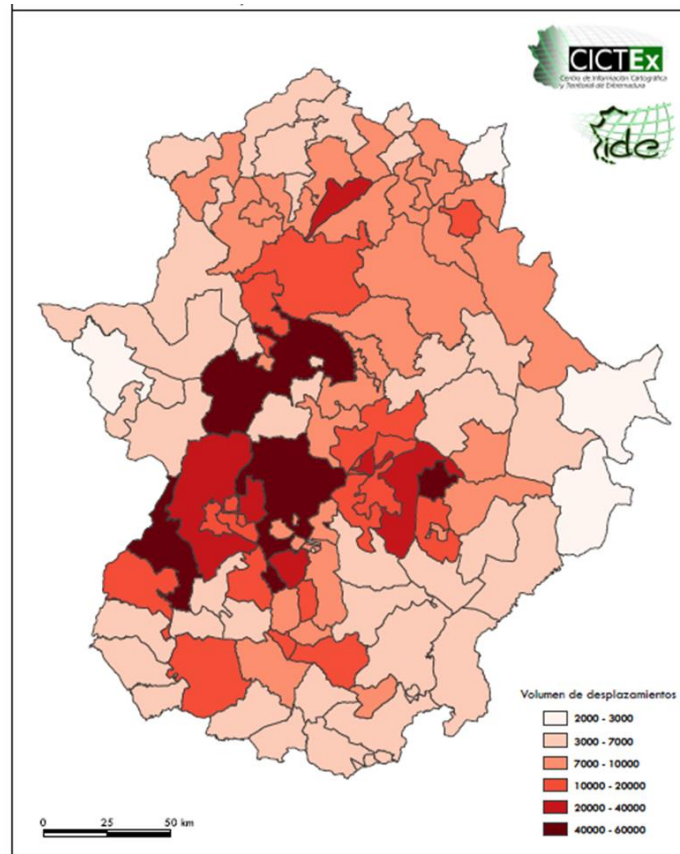 CICTEx
Centro de Información Cartográfica
y Territorial de Extremadura
ide
Volumen de desplazamientos
2000 - 3000
3000 - 7000
7000 - 10000
10000 - 20000
20000 - 40000
40000 - 60000
0 25 50 km